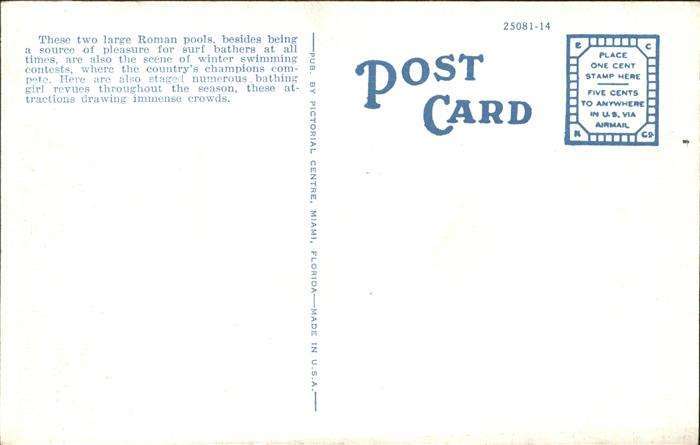 These two large Roman pools, besides being
a source of pleasure for surf bathers at all
times, are also the scene of winter swimming
contests, where the country's champions com-
pete. Here are also staged numerous bathing
girl revues throughout the season, these at-
tractions drawing immense crowds.
—PUB. BY PICTORIAL CENTRE, MIAMI, FLORIDA—MADE IN U.S.A.—
25081-14
POST
CARD
E C
PLACE
ONE CENT
STAMP HERE
FIVE CENTS
TO ANYWHERE
IN U.S. VIA
AIRMAIL
K Co.